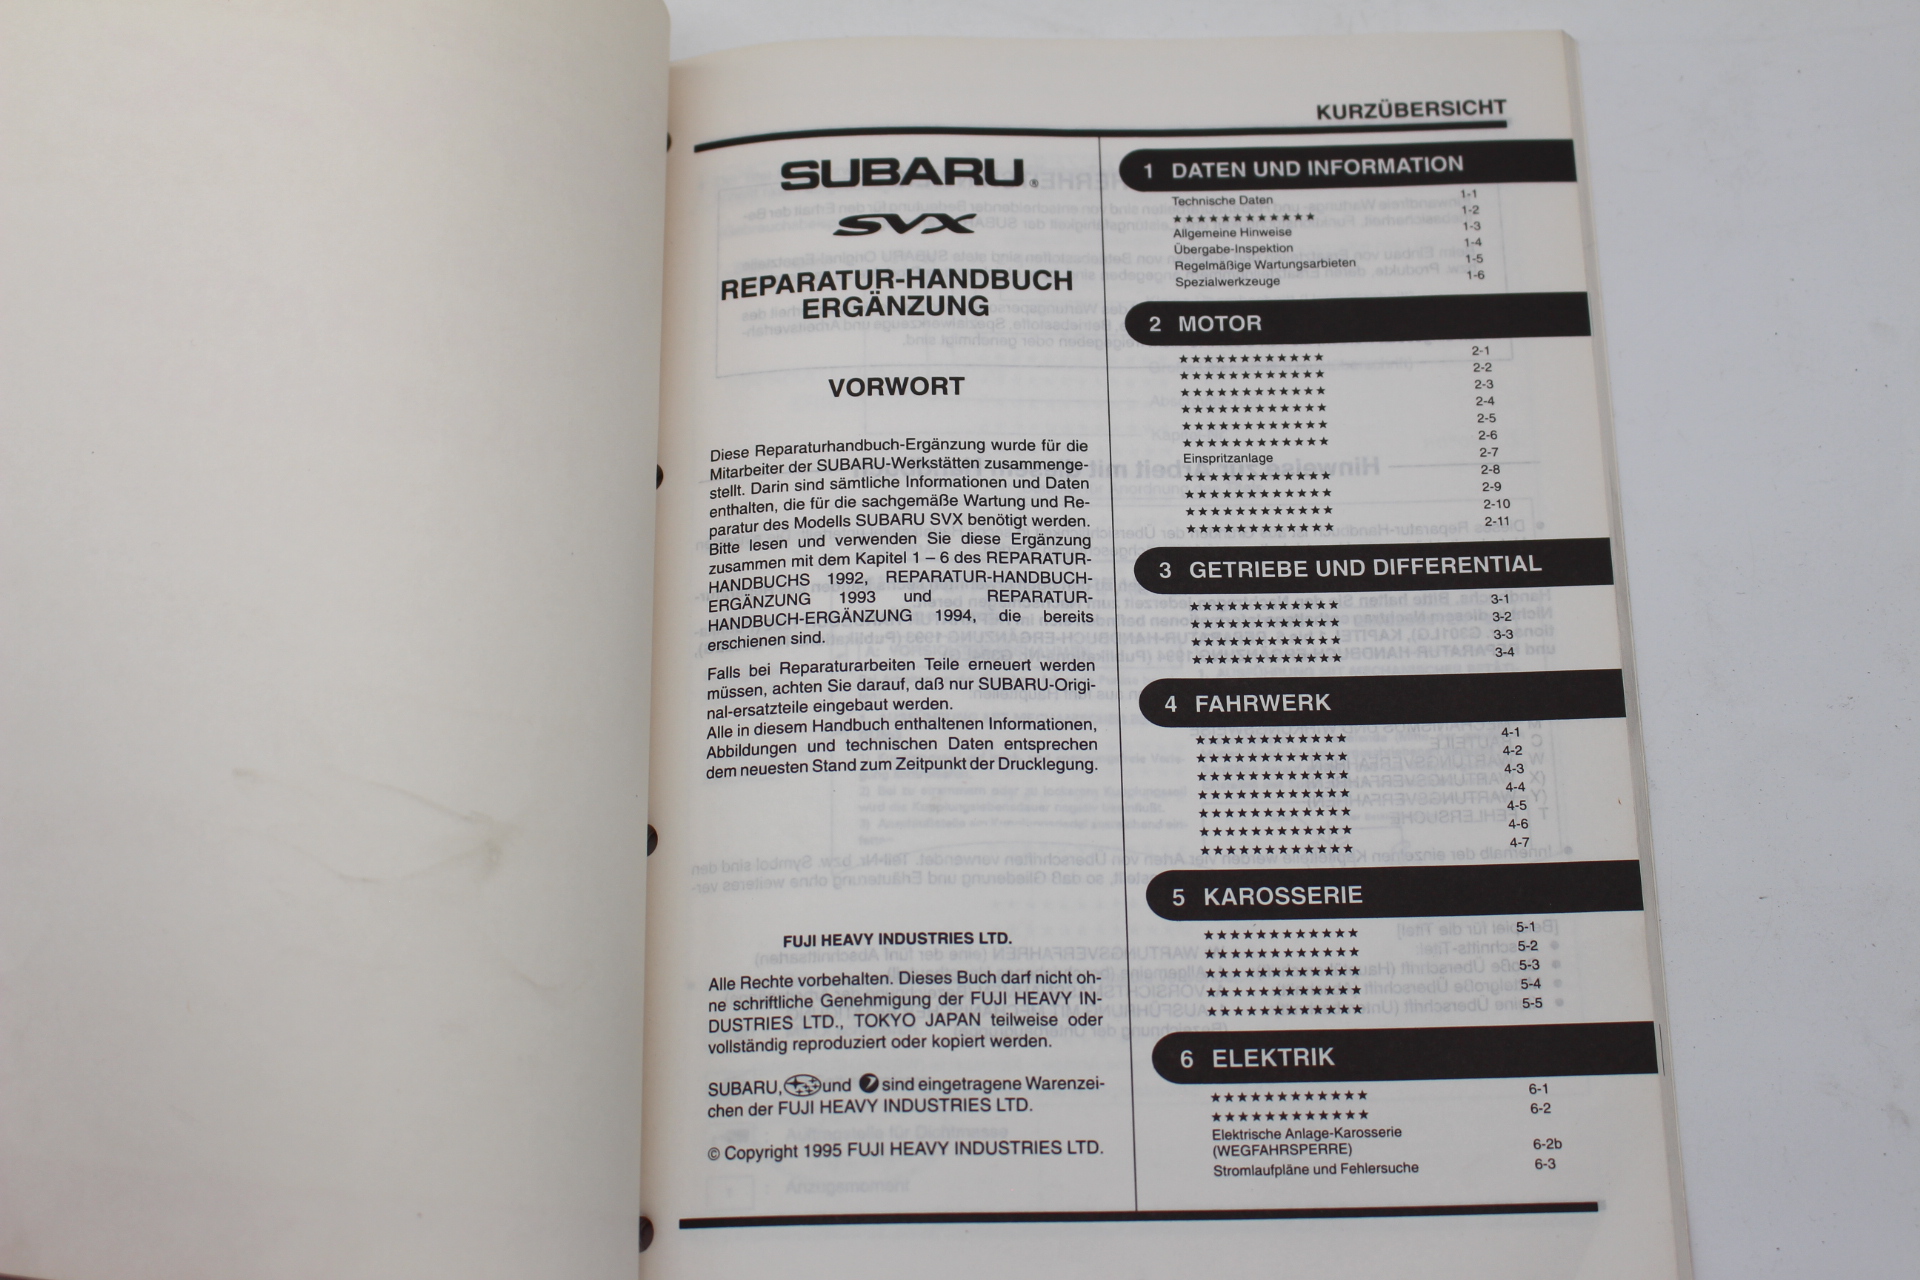 KURZÜBERSICHT
SUBARU®
SVX
REPARATUR-HANDBUCH
ERGÄNZUNG
VORWORT
Diese Reparaturhandbuch-Ergänzung wurde für die
Mitarbeiter der SUBARU-Werkstätten zusammenge-
stellt. Darin sind sämtliche Informationen und Daten
enthalten, die für die sachgemäße Wartung und Re-
paratur des Modells SUBARU SVX benötigt werden.
Bitte lesen und verwenden Sie diese Ergänzung
zusammen mit dem Kapitel 1 – 6 des REPARATUR-
HANDBUCHS 1992, REPARATUR-HANDBUCH-
ERGÄNZUNG 1993 und REPARATUR-
HANDBUCH-ERGÄNZUNG 1994, die bereits
erschienen sind.
Falls bei Reparaturarbeiten Teile erneuert werden
müssen, achten Sie darauf, daß nur SUBARU-Origi-
nal-ersatzteile eingebaut werden.
Alle in diesem Handbuch enthaltenen Informationen,
Abbildungen und technischen Daten entsprechen
dem neuesten Stand zum Zeitpunkt der Drucklegung.
FUJI HEAVY INDUSTRIES LTD.
Alle Rechte vorbehalten. Dieses Buch darf nicht oh-
ne schriftliche Genehmigung der FUJI HEAVY IN-
DUSTRIES LTD., TOKYO JAPAN teilweise oder
vollständig reproduziert oder kopiert werden.
SUBARU, und sind eingetragene Warenzei-
chen der FUJI HEAVY INDUSTRIES LTD.
© Copyright 1995 FUJI HEAVY INDUSTRIES LTD.
1 DATEN UND INFORMATION
Technische Daten 1-1
★★★★★★★★★★★★ 1-2
Allgemeine Hinweise 1-3
Übergabe-Inspektion 1-4
Regelmäßige Wartungsarbieten 1-5
Spezialwerkzeuge 1-6
2 MOTOR
★★★★★★★★★★★★ 2-1
★★★★★★★★★★★★ 2-2
★★★★★★★★★★★★ 2-3
★★★★★★★★★★★★ 2-4
★★★★★★★★★★★★ 2-5
★★★★★★★★★★★★ 2-6
Einspritzanlage 2-7
★★★★★★★★★★★★ 2-8
★★★★★★★★★★★★ 2-9
★★★★★★★★★★★★ 2-10
★★★★★★★★★★★★ 2-11
3 GETRIEBE UND DIFFERENTIAL
★★★★★★★★★★★★ 3-1
★★★★★★★★★★★★ 3-2
★★★★★★★★★★★★ 3-3
★★★★★★★★★★★★ 3-4
4 FAHRWERK
★★★★★★★★★★★★ 4-1
★★★★★★★★★★★★ 4-2
★★★★★★★★★★★★ 4-3
★★★★★★★★★★★★ 4-4
★★★★★★★★★★★★ 4-5
★★★★★★★★★★★★ 4-6
★★★★★★★★★★★★ 4-7
5 KAROSSERIE
★★★★★★★★★★★★ 5-1
★★★★★★★★★★★★ 5-2
★★★★★★★★★★★★ 5-3
★★★★★★★★★★★★ 5-4
★★★★★★★★★★★★ 5-5
6 ELEKTRIK
★★★★★★★★★★★★ 6-1
★★★★★★★★★★★★ 6-2
Elektrische Anlage-Karosserie
(WEGFAHRSPERRE) 6-2b
Stromlaufpläne und Fehlersuche 6-3